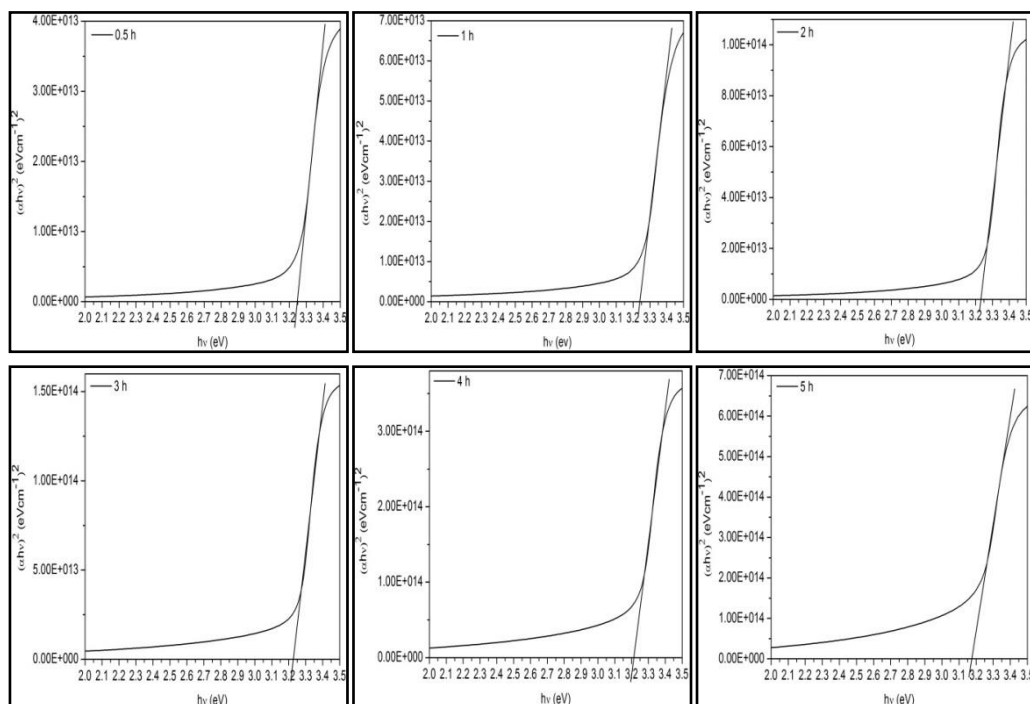 4.00E+013
3.00E+013
2.00E+013
1.00E+013
0.00E+000
(αhν)² (eVcm⁻¹)2
0.5 h
2.0 2.1 2.2 2.3 2.4 2.5 2.6 2.7 2.8 2.9 3.0 3.1 3.2 3.3 3.4 3.5
hν (eV)
7.00E+013
6.00E+013
5.00E+013
4.00E+013
3.00E+013
2.00E+013
1.00E+013
0.00E+000
(αhν)² (eVcm⁻¹)2
1 h
2.0 2.1 2.2 2.3 2.4 2.5 2.6 2.7 2.8 2.9 3.0 3.1 3.2 3.3 3.4 3.5
hν (ev)
1.00E+014
8.00E+013
6.00E+013
4.00E+013
2.00E+013
0.00E+000
(αhν)² (eVcm⁻¹)2
2 h
2.0 2.1 2.2 2.3 2.4 2.5 2.6 2.7 2.8 2.9 3.0 3.1 3.2 3.3 3.4 3.5
hν (eV)
1.50E+014
1.00E+014
5.00E+013
0.00E+000
(αhν)² (eVcm⁻¹)2
3 h
2.0 2.1 2.2 2.3 2.4 2.5 2.6 2.7 2.8 2.9 3.0 3.1 3.2 3.3 3.4 3.5
hν (eV)
3.00E+014
2.00E+014
1.00E+014
0.00E+000
(αhν)² (eVcm⁻¹)2
4 h
2.0 2.1 2.2 2.3 2.4 2.5 2.6 2.7 2.8 2.9 3.0 3.1 3.2 3.3 3.4 3.5
hν (eV)
7.00E+014
6.00E+014
5.00E+014
4.00E+014
3.00E+014
2.00E+014
1.00E+014
0.00E+000
(αhν)² (eVcm⁻¹)2
5 h
2.0 2.1 2.2 2.3 2.4 2.5 2.6 2.7 2.8 2.9 3.0 3.1 3.2 3.3 3.4 3.5
hν (eV)